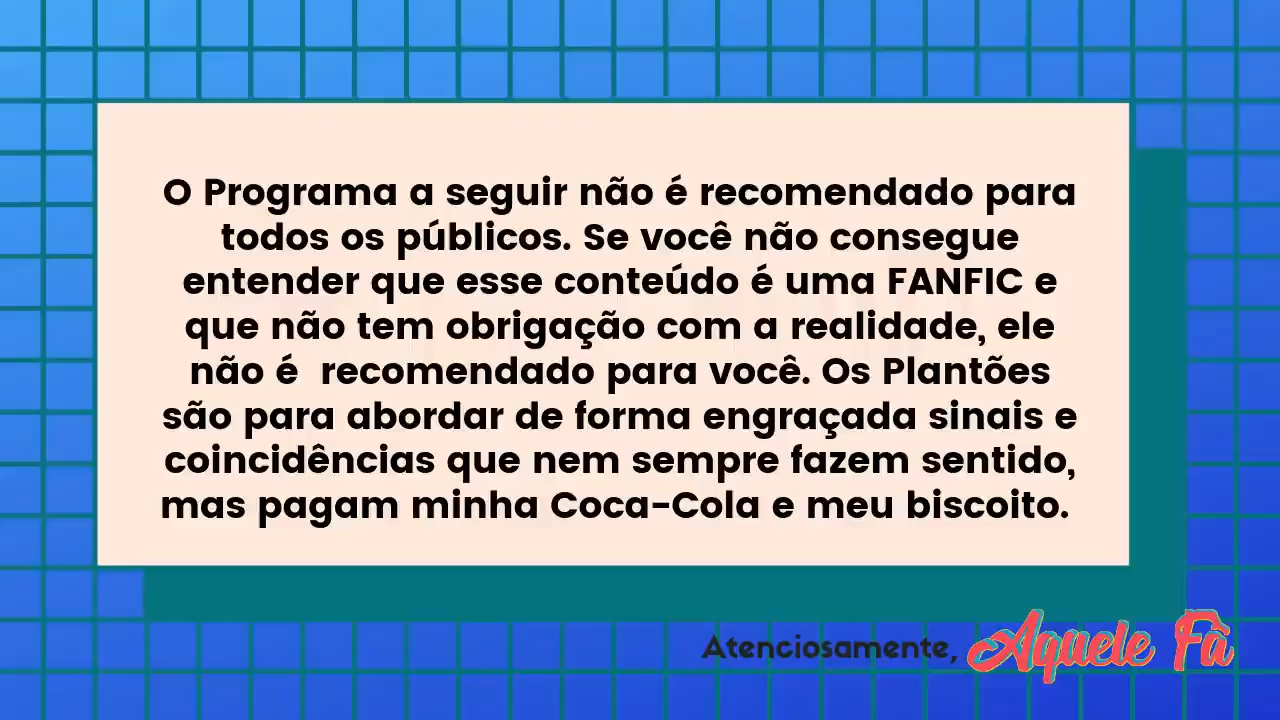 O Programa a seguir não é recomendado para
todos os públicos. Se você não consegue
entender que esse conteúdo é uma FANFIC e
que não tem obrigação com a realidade, ele
não é  recomendado para você. Os Plantões
são para abordar de forma engraçada sinais e
coincidências que nem sempre fazem sentido,
mas pagam minha Coca-Cola e meu biscoito.
Atenciosamente, Aquele Fã